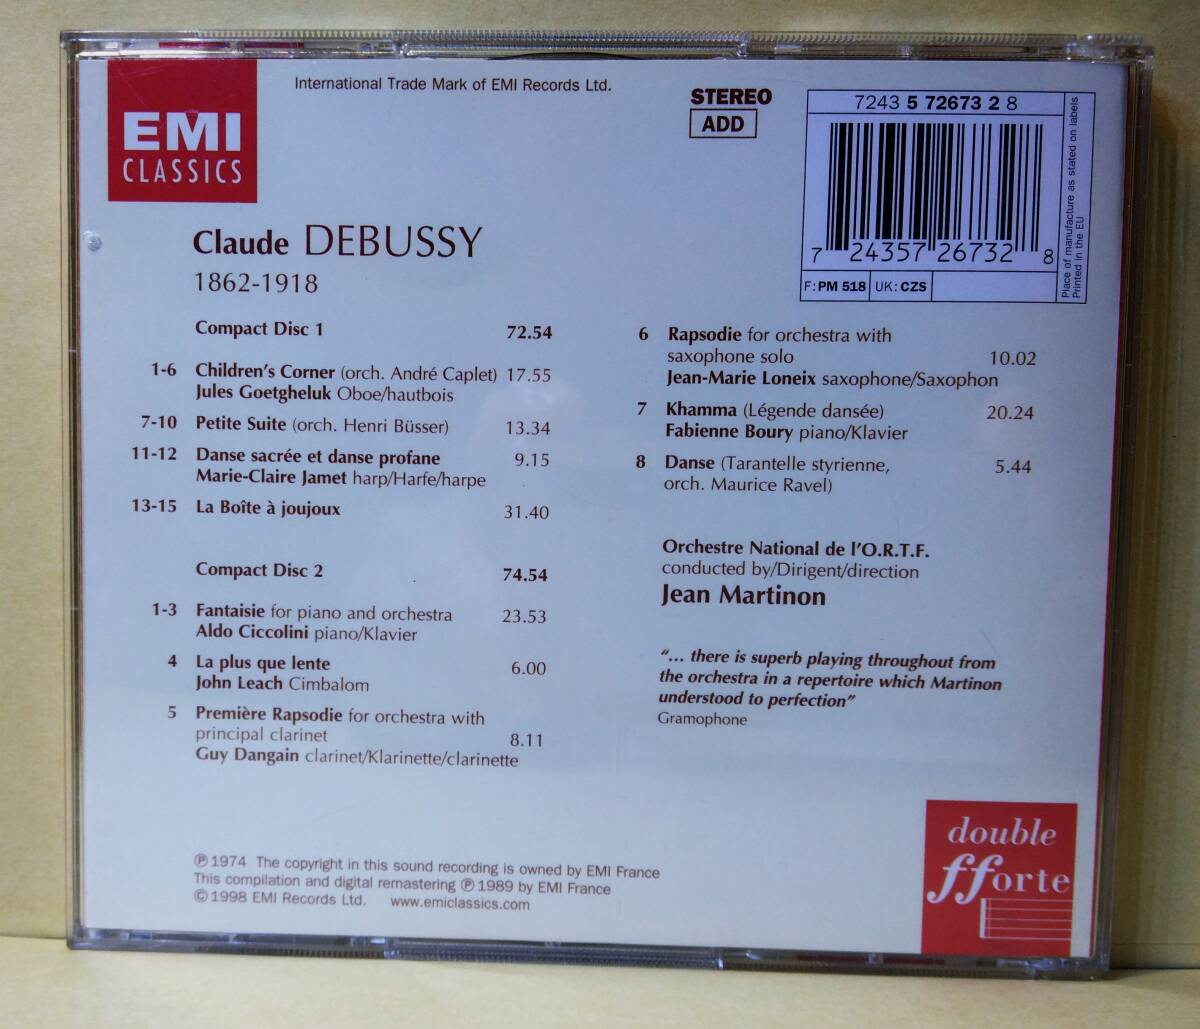 EMI
CLASSICS
International Trade Mark of EMI Records Ltd.
STEREO
ADD
7243 5 72673 2 8
7 24357 26732 8
F: PM 518 UK: CZS
Place of manufacture as stated on labels
Printed in the EU
Claude DEBUSSY
1862-1918
Compact Disc 1 72.54
1-6 Children's Corner (orch. André Caplet) 17.55
Jules Goetgheluk Oboe/hautbois
7-10 Petite Suite (orch. Henri Büsser) 13.34
11-12 Danse sacrée et danse profane 9.15
Marie-Claire Jamet harp/Harfe/harpe
13-15 La Boîte à joujoux 31.40
Compact Disc 2 74.54
1-3 Fantaisie for piano and orchestra 23.53
Aldo Ciccolini piano/Klavier
4 La plus que lente 6.00
John Leach Cimbalom
5 Première Rapsodie for orchestra with
principal clarinet 8.11
Guy Dangain clarinet/Klarinette/clarinette
6 Rapsodie for orchestra with
saxophone solo 10.02
Jean-Marie Loneix saxophone/Saxophon
7 Khamma (Légende dansée) 20.24
Fabienne Boury piano/Klavier
8 Danse (Tarantelle styrienne, 5.44
orch. Maurice Ravel)
Orchestre National de l'O.R.T.F.
conducted by/Dirigent/direction
Jean Martinon
"... there is superb playing throughout from
the orchestra in a repertoire which Martinon
understood to perfection"
Gramophone
℗ 1974 The copyright in this sound recording is owned by EMI France
This compilation and digital remastering ℗ 1989 by EMI France
© 1998 EMI Records Ltd. www.emiclassics.com
double
fforte